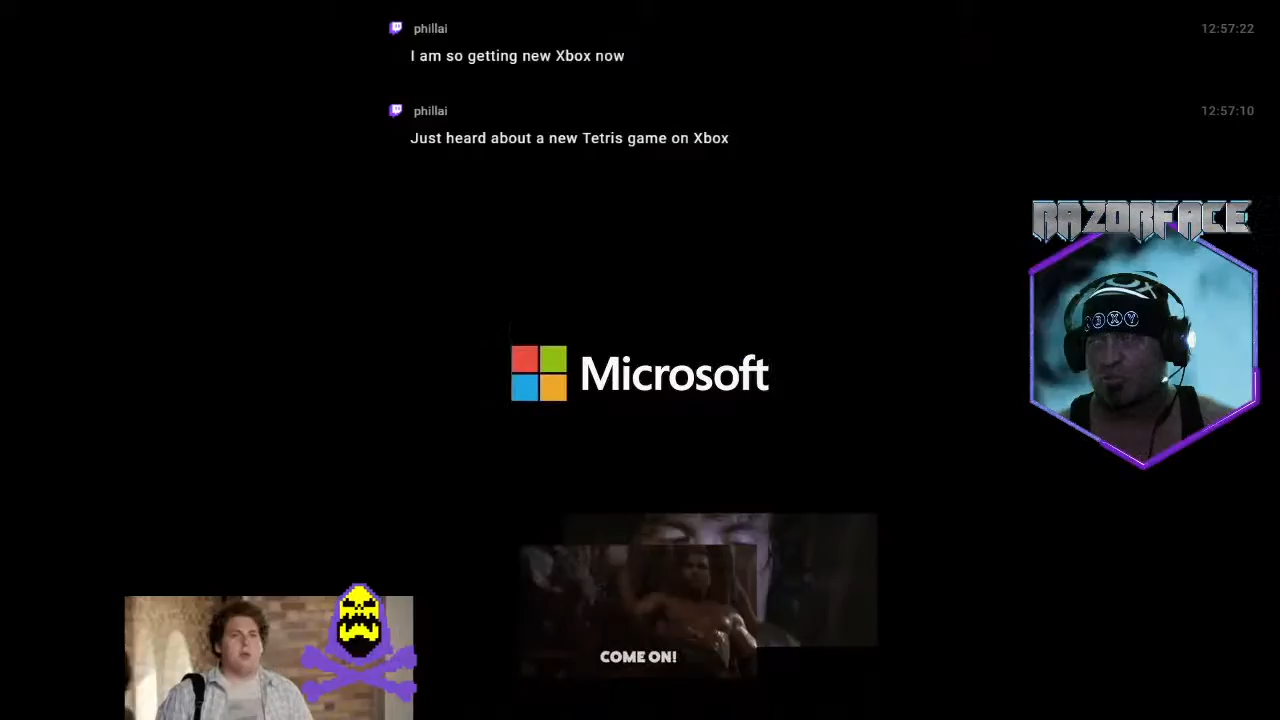 phillai
12:57:22
I am so getting new Xbox now
phillai
12:57:10
Just heard about a new Tetris game on Xbox
RAZORFACE
BXY
Microsoft
COME ON!